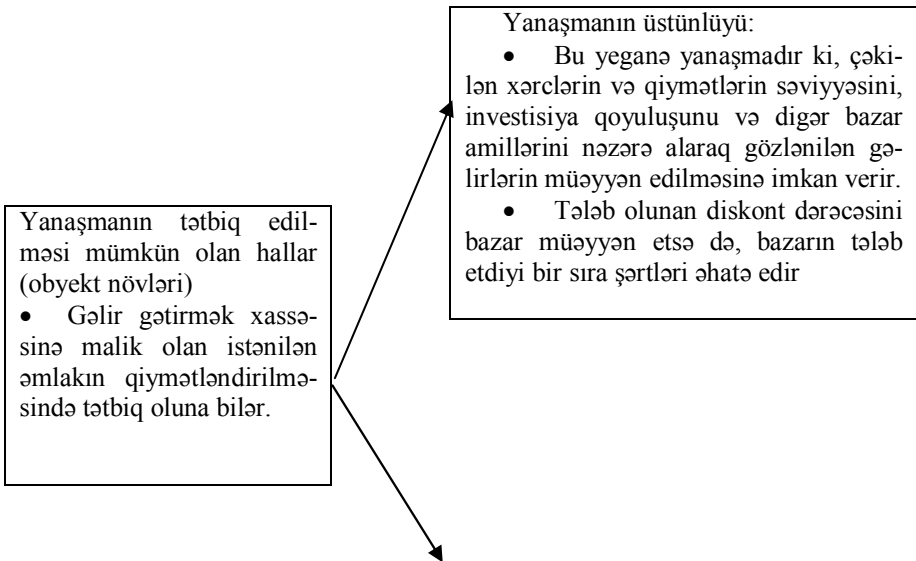 Yanaşmanın üstünlüyü:
• Bu yeganə yanaşmadır ki, çəki-
lən xərclərin və qiymətlərin səviyyəsini,
investisiya qoyuluşunu və digər bazar
amillərini nəzərə alaraq gözlənilən gə-
lirlərin müəyyən edilməsinə imkan verir.
• Tələb olunan diskont dərəcəsini
bazar müəyyən etsə də, bazarın tələb
etdiyi bir sıra şərtləri əhatə edir
Yanaşmanın tətbiq edil-
məsi mümkün olan hallar
(obyekt növləri)
• Gəlir gətirmək xassə-
sinə malik olan istənilən
əmlakın qiymətləndirilmə-
sində tətbiq oluna bilər.